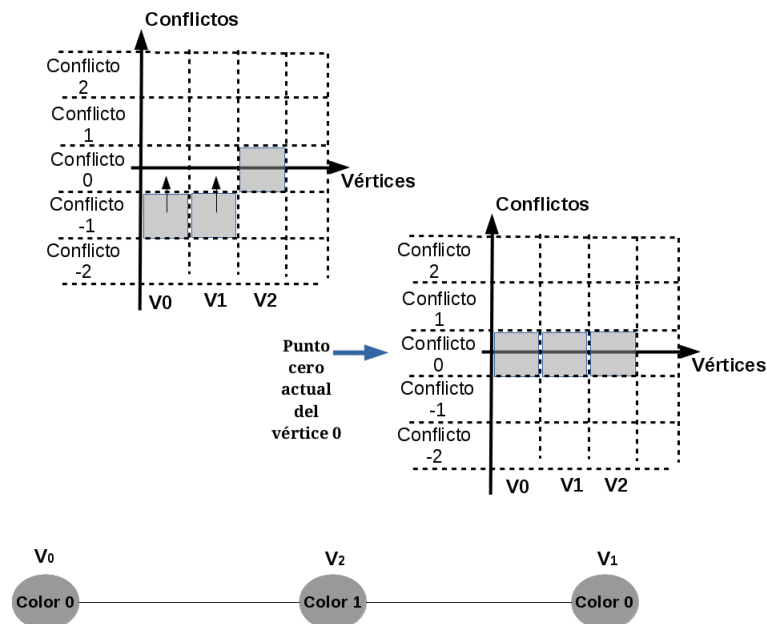 Conflictos
Conflicto
2
Conflicto
1
Conflicto
0
Vértices
Conflicto
-1
Conflicto
-2
V0 V1 V2
Conflictos
Conflicto
2
Conflicto
1
Conflicto
0
Vértices
Conflicto
-1
Conflicto
-2
V0 V1 V2
Punto
cero
actual
del
vértice 0
V0 V2 V1
Color 0 Color 1 Color 0